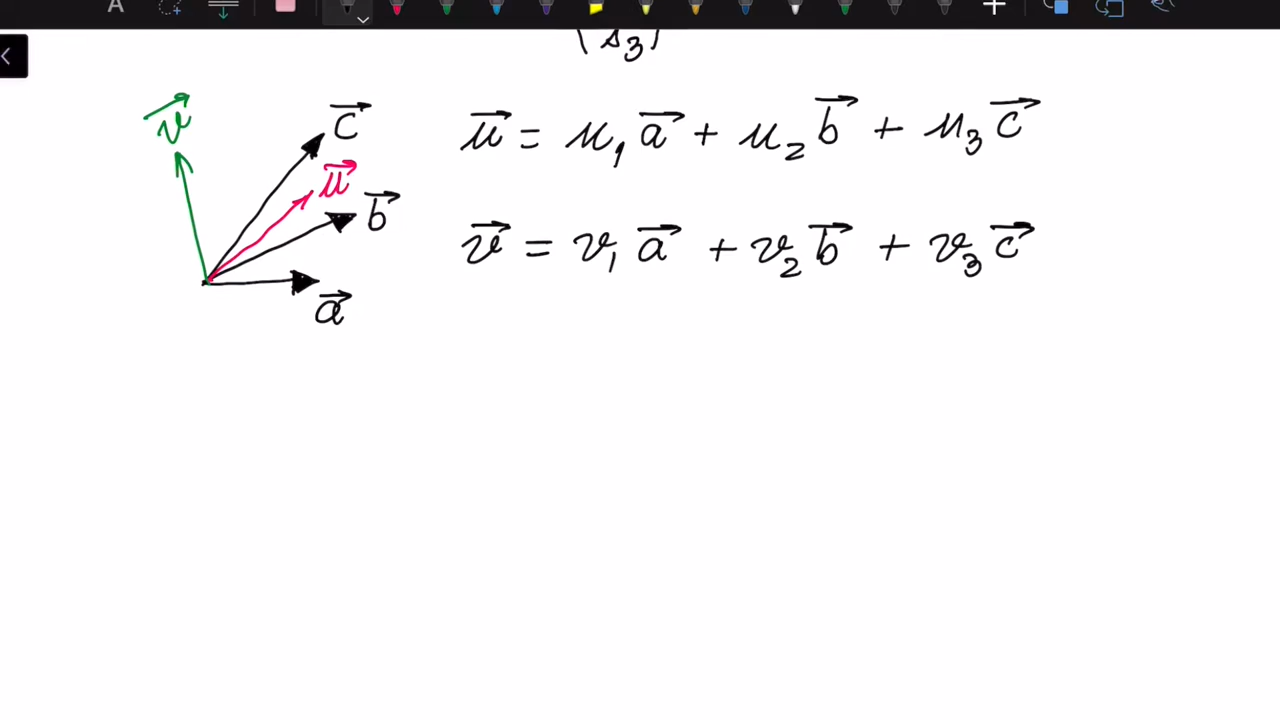 A
(s₃)
v⃗
c⃗
u⃗
b⃗
a⃗
u⃗ = u₁a⃗ + u₂b⃗ + u₃c⃗
v⃗ = v₁a⃗ + v₂b⃗ + v₃c⃗